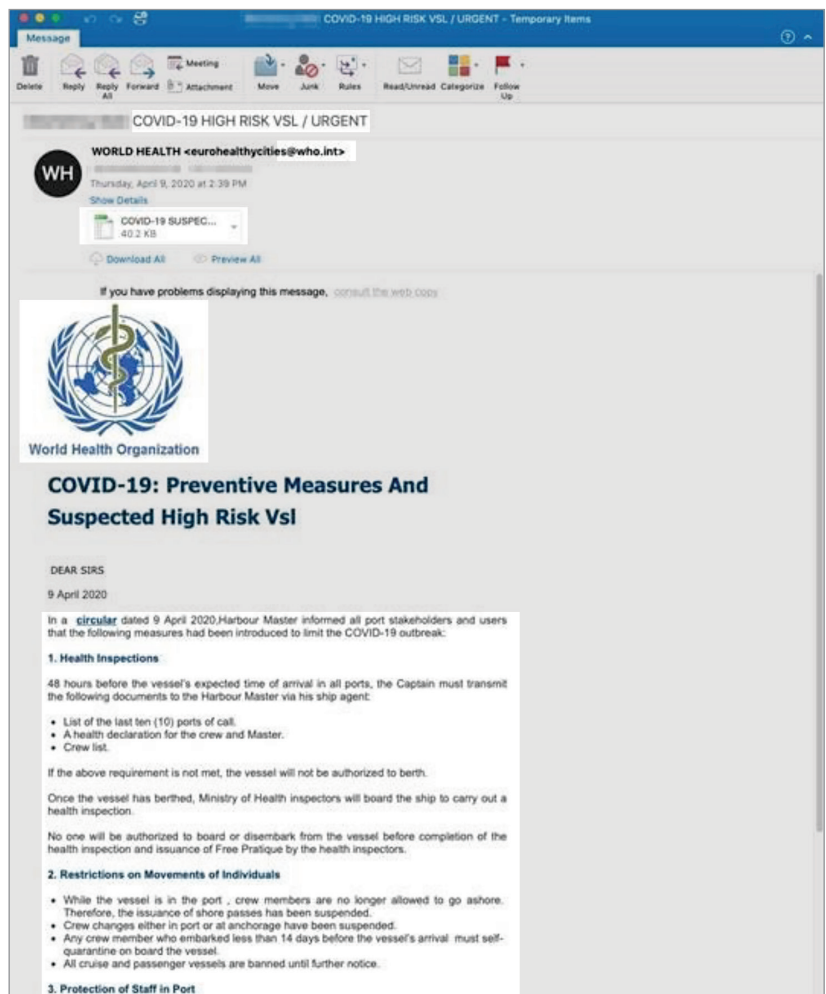 COVID-19 HIGH RISK VSL / URGENT - Temporary Items
Message
Delete
Reply
Reply All
Forward
Meeting
Attachment
Move
Junk
Rules
Read/Unread
Categorize
Follow Up
COVID-19 HIGH RISK VSL / URGENT
WH
WORLD HEALTH <eurohealthycities@who.int>
Thursday, April 9, 2020 at 2:39 PM
Show Details
COVID-19 SUSPEC...
40.2 KB
Download All
Preview All
If you have problems displaying this message, consult the web copy
World Health Organization
COVID-19: Preventive Measures And
Suspected High Risk Vsl
DEAR SIRS
9 April 2020
In a circular dated 9 April 2020,Harbour Master informed all port stakeholders and users
that the following measures had been introduced to limit the COVID-19 outbreak:
1. Health Inspections
48 hours before the vessel's expected time of arrival in all ports, the Captain must transmit
the following documents to the Harbour Master via his ship agent:
• List of the last ten (10) ports of call.
• A health declaration for the crew and Master.
• Crew list.
If the above requirement is not met, the vessel will not be authorized to berth.
Once the vessel has berthed, Ministry of Health inspectors will board the ship to carry out a
health inspection.
No one will be authorized to board or disembark from the vessel before completion of the
health inspection and issuance of Free Pratique by the health inspectors.
2. Restrictions on Movements of Individuals
• While the vessel is in the port , crew members are no longer allowed to go ashore.
Therefore, the issuance of shore passes has been suspended.
• Crew changes either in port or at anchorage have been suspended.
• Any crew member who embarked less than 14 days before the vessel's arrival must self-
quarantine on board the vessel.
• All cruise and passenger vessels are banned until further notice.
3. Protection of Staff in Port